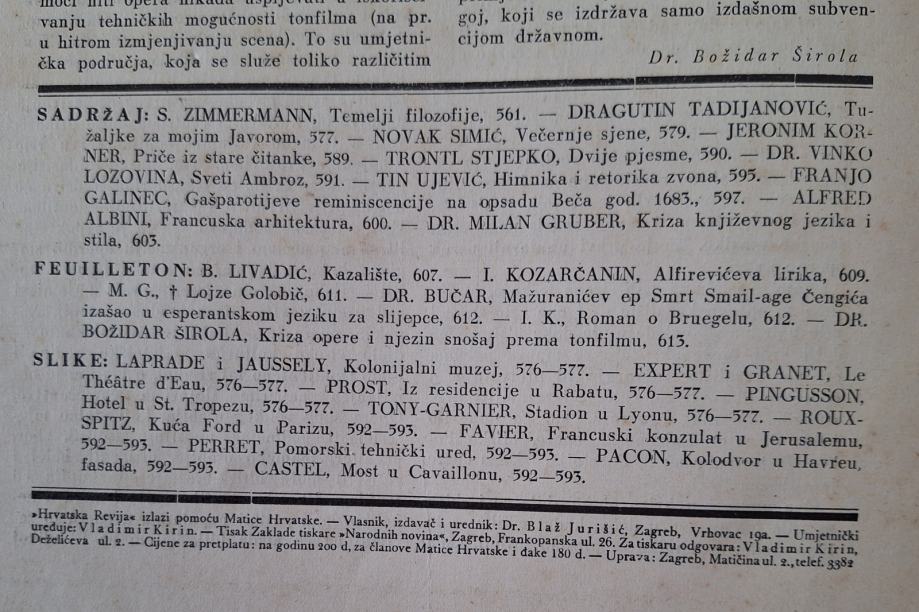 vanju tehničkih mogućnosti tonfilma (na pr.
u hitrom izmjenjivanju scena). To su umjetni-
čka područja, koja se služe toliko različitim
goj, koji se izdržava samo izdašnom subven-
cijom državnom.
Dr. Božidar Širola
SADRŽAJ: S. ZIMMERMANN, Temelji filozofije, 561. — DRAGUTIN TADIJANOVIĆ, Tu-
žaljke za mojim Javorom, 577. — NOVAK SIMIĆ, Večernje sjene, 579. — JERONIM KOR-
NER, Priče iz stare čitanke, 589. — TRONTL STJEPKO, Dvije pjesme, 590. — DR. VINKO
LOZOVINA, Sveti Ambroz, 591. — TIN UJEVIĆ, Himnika i retorika zvona, 595. — FRANJO
GALINEC, Gašparotijeve reminiscencije na opsadu Beča god. 1683., 597. — ALFRED
ALBINI, Francuska arhitektura, 600. — DR. MILAN GRUBER, Kriza književnog jezika i
stila, 603.
FEUILLETON: B. LIVADIĆ, Kazalište, 607. — I. KOZARČANIN, Alfirevićeva lirika, 609.
— M. G., † Lojze Golobič, 611. — DR. BUČAR, Mažuranićev ep Smrt Smail-age Čengića
izašao u esperantskom jeziku za slijepce, 612. — I. K., Roman o Bruegelu, 612. — DR.
BOŽIDAR ŠIROLA, Kriza opere i njezin snošaj prema tonfilmu, 613.
SLIKE: LAPRADE i JAUSSELY, Kolonijalni muzej, 576—577. — EXPERT i GRANET, Le
Théâtre d'Eau, 576—577. — PROST, Iz residencije u Rabatu, 576—577. — PINGUSSON,
Hotel u St. Tropezu, 576—577. — TONY-GARNIER, Stadion u Lyonu, 576—577. — ROUX-
SPITZ, Kuća Ford u Parizu, 592—593. — FAVIER, Francuski konzulat u Jerusalemu,
592—593. — PERRET, Pomorski tehnički ured, 592—593. — PACON, Kolodvor u Havreu,
fasada, 592—593. — CASTEL, Most u Cavaillonu, 592—593.
»Hrvatska Revija« izlazi pomoću Matice Hrvatske. — Vlasnik, izdavač i urednik: Dr. Blaž Jurišić, Zagreb, Vrhovac 19a. — Umjetnički
uređuje: Vladimir Kirin. — Tisak Zaklade tiskare »Narodnih novina«, Zagreb, Frankopanska ul. 26. Za tiskaru odgovara: Vladimir Kirin,
Deželićeva ul. 2. — Cijene za pretplatu: na godinu 200 d, za članove Matice Hrvatske i đake 180 d. — Uprava: Zagreb, Matičina ul. 2., telef. 3382